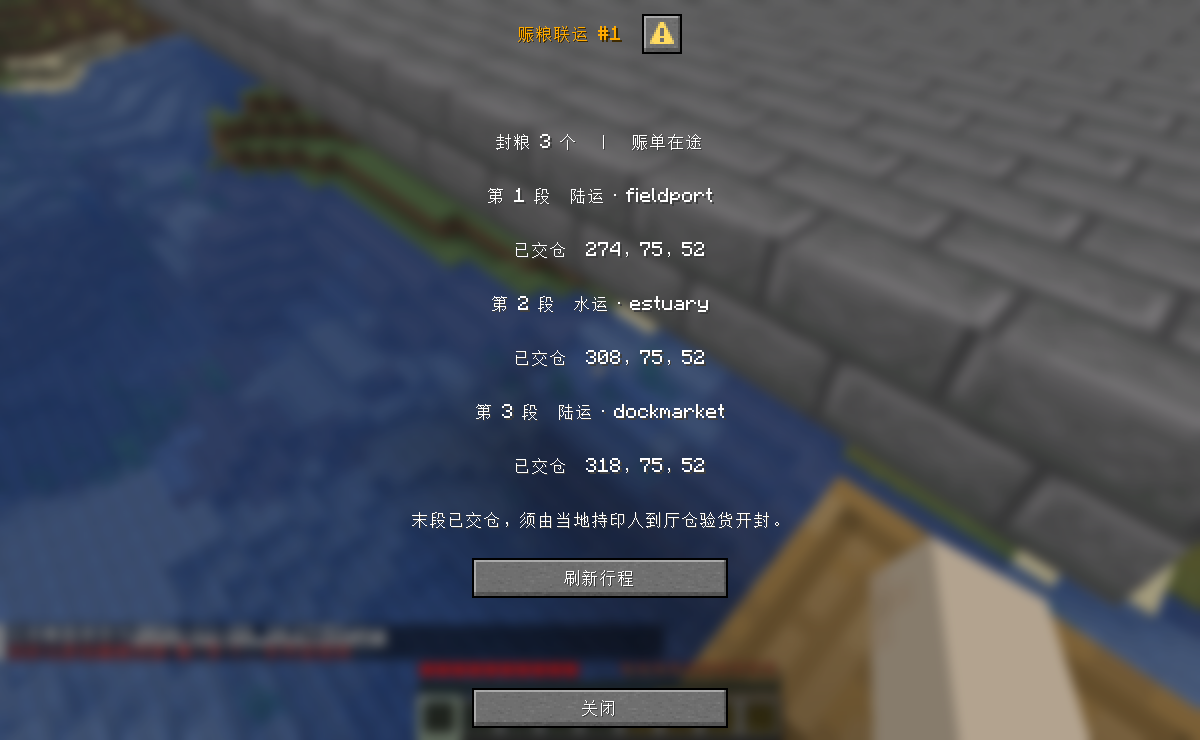 赈粮联运 #1
封粮 3 个 | 赈单在途
第 1 段 陆运 · fieldport
已交仓 274, 75, 52
第 2 段 水运 · estuary
已交仓 308, 75, 52
第 3 段 陆运 · dockmarket
已交仓 318, 75, 52
末段已交仓，须由当地持印人到厅仓验货开封。
刷新行程
关闭